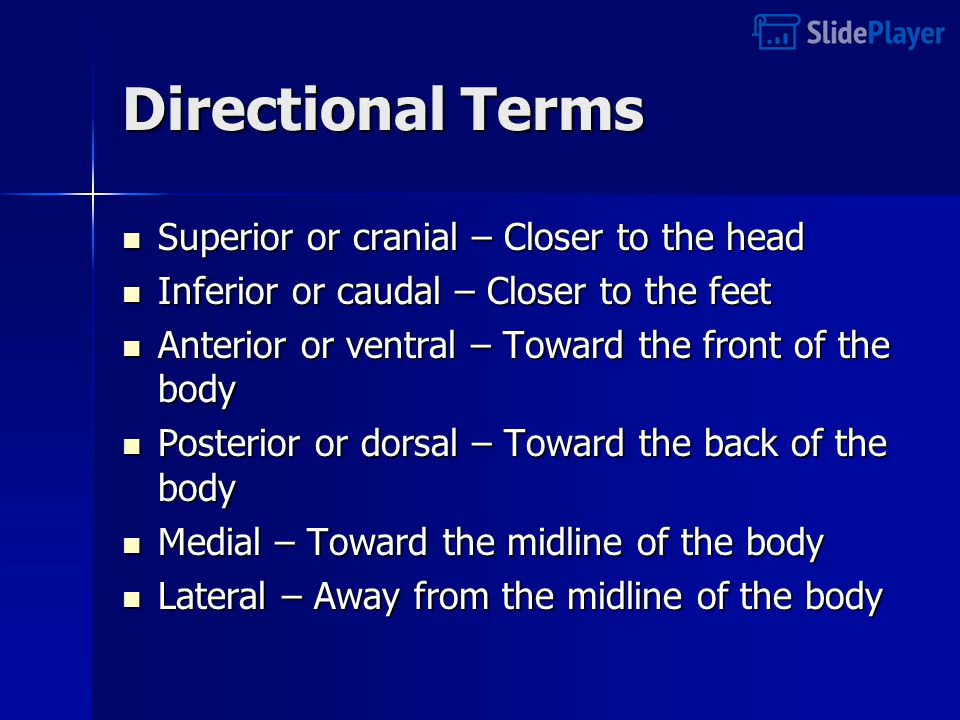 SlidePlayer
Directional Terms
■ Superior or cranial – Closer to the head
■ Inferior or caudal – Closer to the feet
■ Anterior or ventral – Toward the front of the
body
■ Posterior or dorsal – Toward the back of the
body
■ Medial – Toward the midline of the body
■ Lateral – Away from the midline of the body